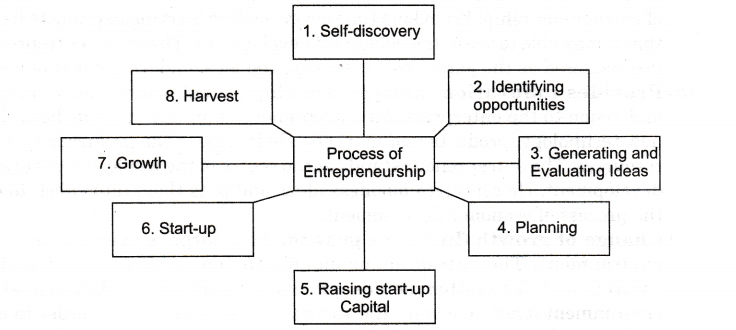 1. Self-discovery
8. Harvest
2. Identifying
opportunities
7. Growth
Process of
Entrepreneurship
3. Generating and
Evaluating Ideas
6. Start-up
4. Planning
5. Raising start-up
Capital